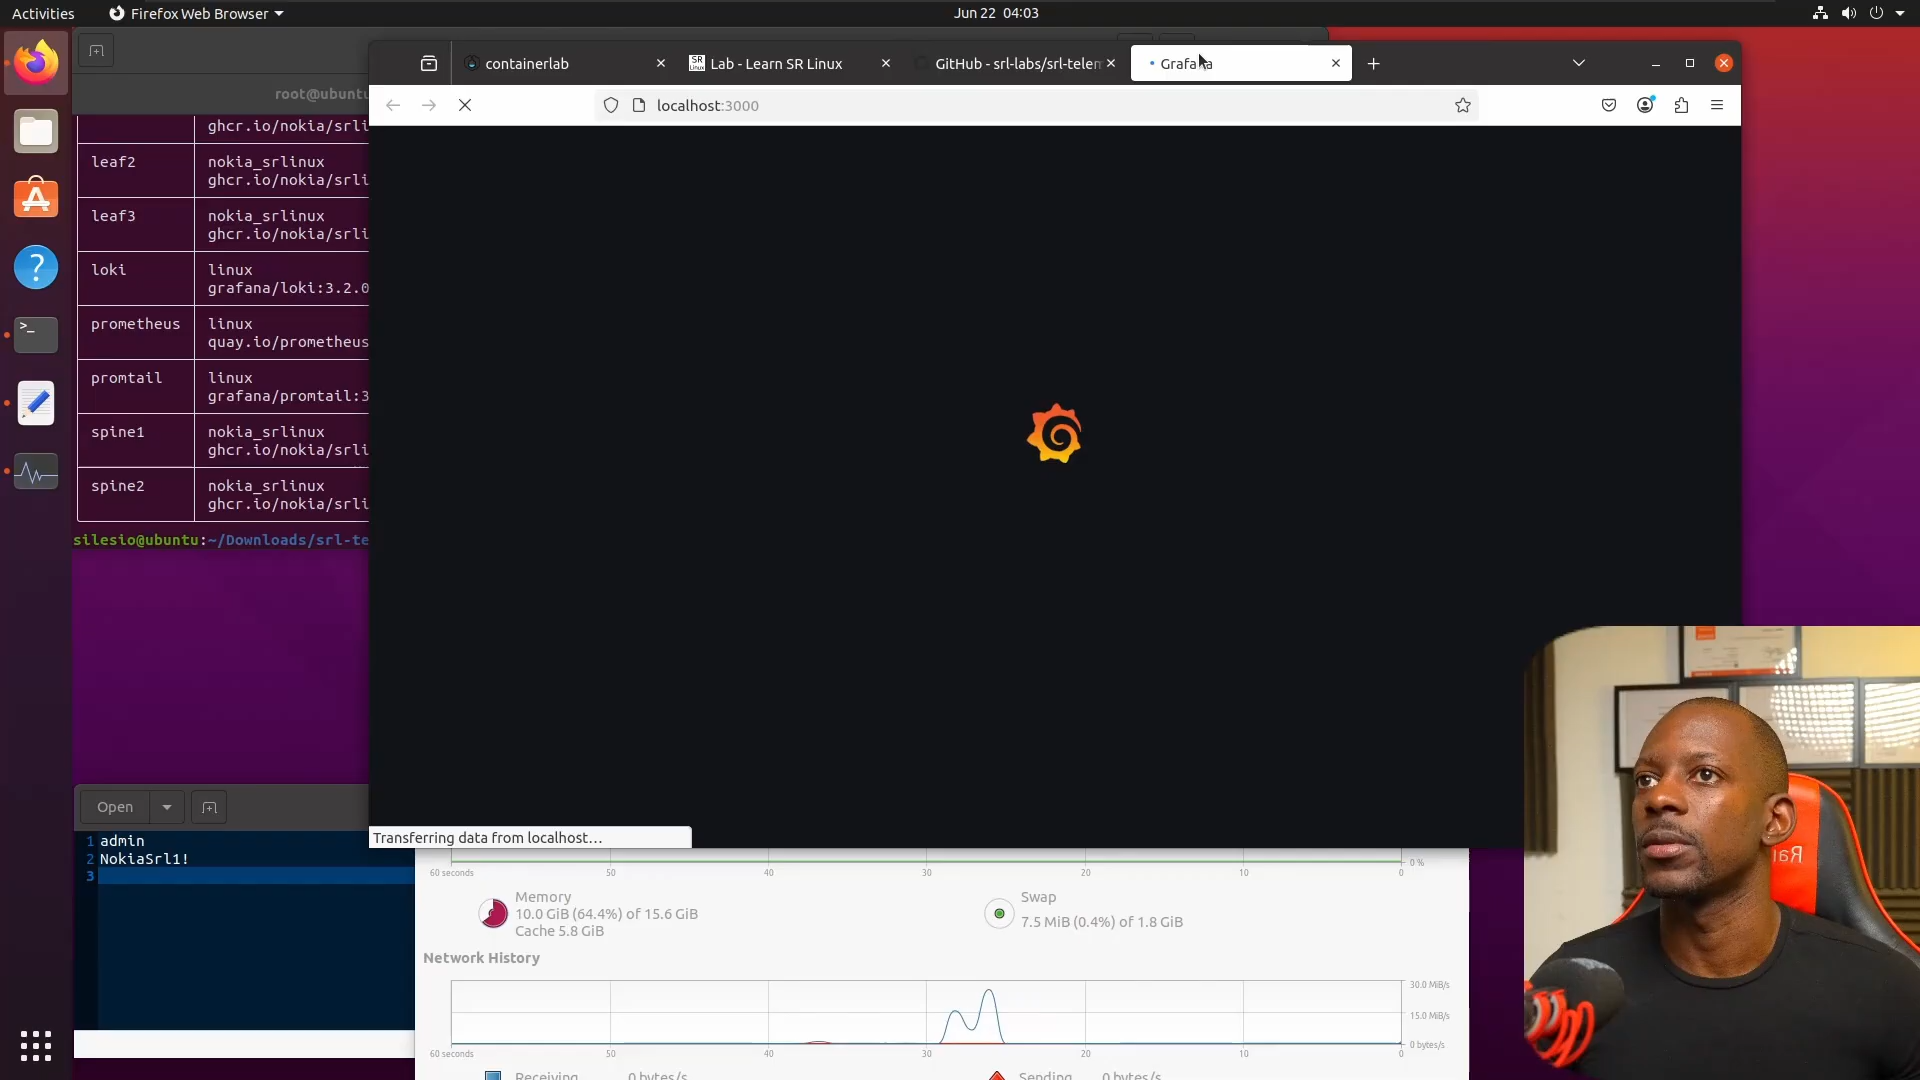 Activities
Firefox Web Browser
Jun 22 04:03
containerlab
SR Linux
Lab - Learn SR Linux
GitHub - srl-labs/srl-telem
Grafana
localhost:3000
root@ubuntu
ghcr.io/nokia/srli
leaf2
nokia_srlinux
ghcr.io/nokia/srli
leaf3
nokia_srlinux
ghcr.io/nokia/srli
loki
linux
grafana/loki:3.2.0
prometheus
linux
quay.io/prometheus
promtail
linux
grafana/promtail:3
spine1
nokia_srlinux
ghcr.io/nokia/srli
spine2
nokia_srlinux
ghcr.io/nokia/srli
silesio@ubuntu:~/Downloads/srl-te
Transferring data from localhost…
Open
1 admin
2 NokiaSrl1!
3
0 %
60 seconds 50 40 30 20 10 0
Memory
10.0 GiB (64.4%) of 15.6 GiB
Cache 5.8 GiB
Swap
7.5 MiB (0.4%) of 1.8 GiB
Network History
30.0 MiB/s
15.0 MiB/s
0 bytes/s
60 seconds 50 40 30 20 10 0
Receiving 0 bytes/s
Sending 0 bytes/s